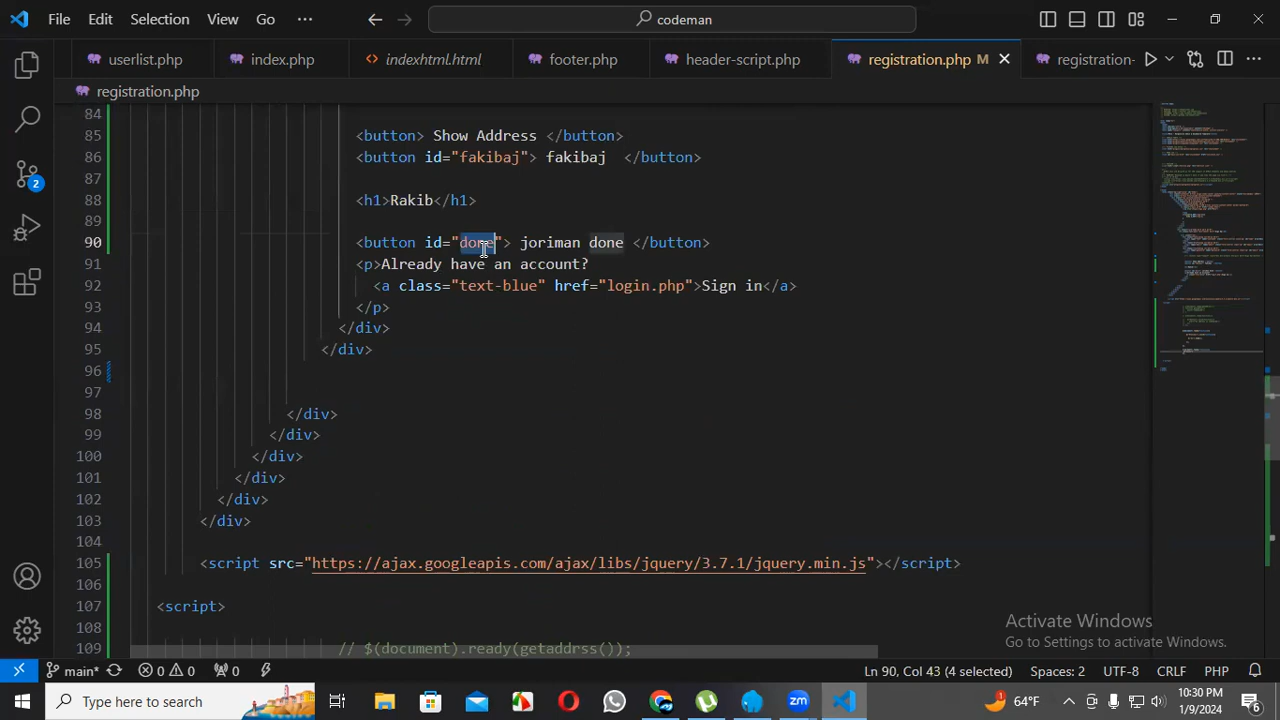 File Edit Selection View Go ··· codeman
userlist.php index.php indexhtml.html footer.php header-script.php registration.php M registration-
registration.php
84
85 <button> Show Address </button>
86 <button id="fakibaj"> fakibaj </button>
87
88 <h1>Rakib</h1>
89
90 <button id="done"> joriman done </button>
91 <p>Already have an account?
92 <a class="text-blue" href="login.php">Sign in</a>
93 </p>
94 </div>
95 </div>
96
97
98 </div>
99 </div>
100 </div>
101 </div>
102 </div>
103 </div>
104
105 <script src="https://ajax.googleapis.com/ajax/libs/jquery/3.7.1/jquery.min.js"></script>
106
107 <script>
108
109 // $(document).ready(getaddrss());
Activate Windows
Go to Settings to activate Windows.
2
main* 0 0 0 Ln 90, Col 43 (4 selected) Spaces: 2 UTF-8 CRLF PHP
Type here to search zm 64°F 10:30 PM
1/9/2024 6